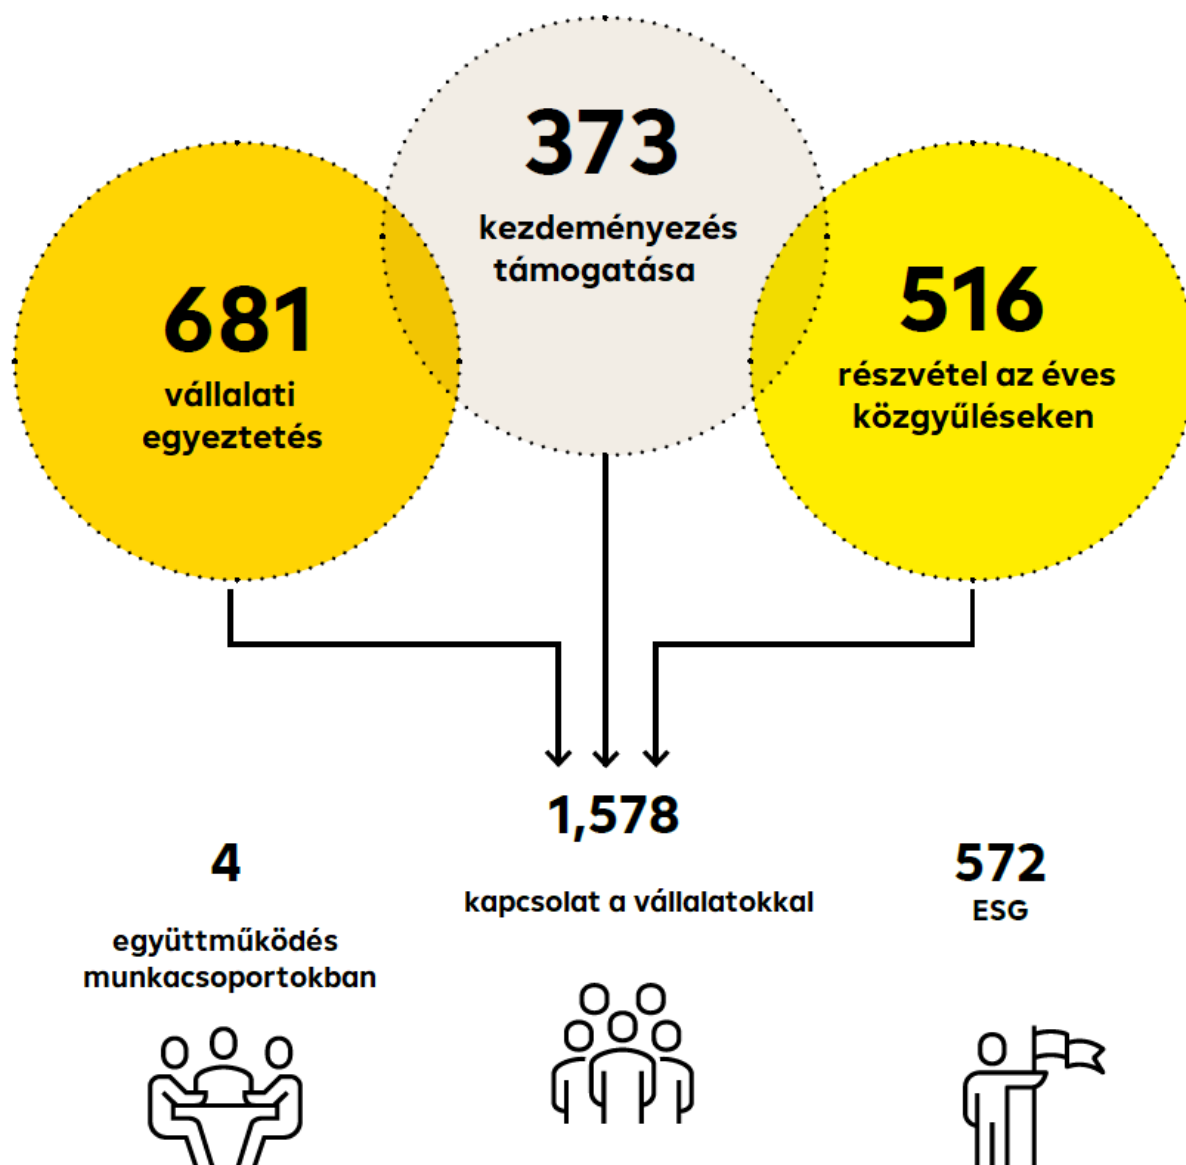 373
kezdeményezés
támogatása
681
vállalati
egyeztetés
516
részvétel az éves
közgyűléseken
1,578
kapcsolat a vállalatokkal
4
együttműködés
munkacsoportokban
572
ESG